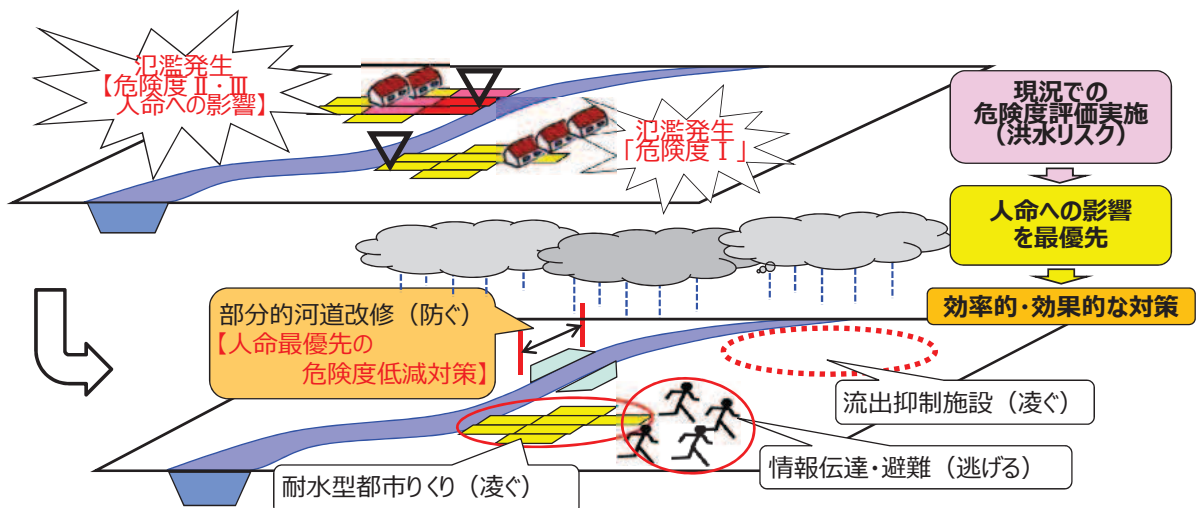 氾濫発生
【危険度Ⅱ・Ⅲ
人命への影響】
氾濫発生
「危険度Ⅰ」
現況での
危険度評価実施
（洪水リスク）
人命への影響
を最優先
効率的・効果的な対策
部分的河道改修（防ぐ）
【人命最優先の
危険度低減対策】
流出抑制施設（凌ぐ）
情報伝達・避難（逃げる）
耐水型都市りくり（凌ぐ）